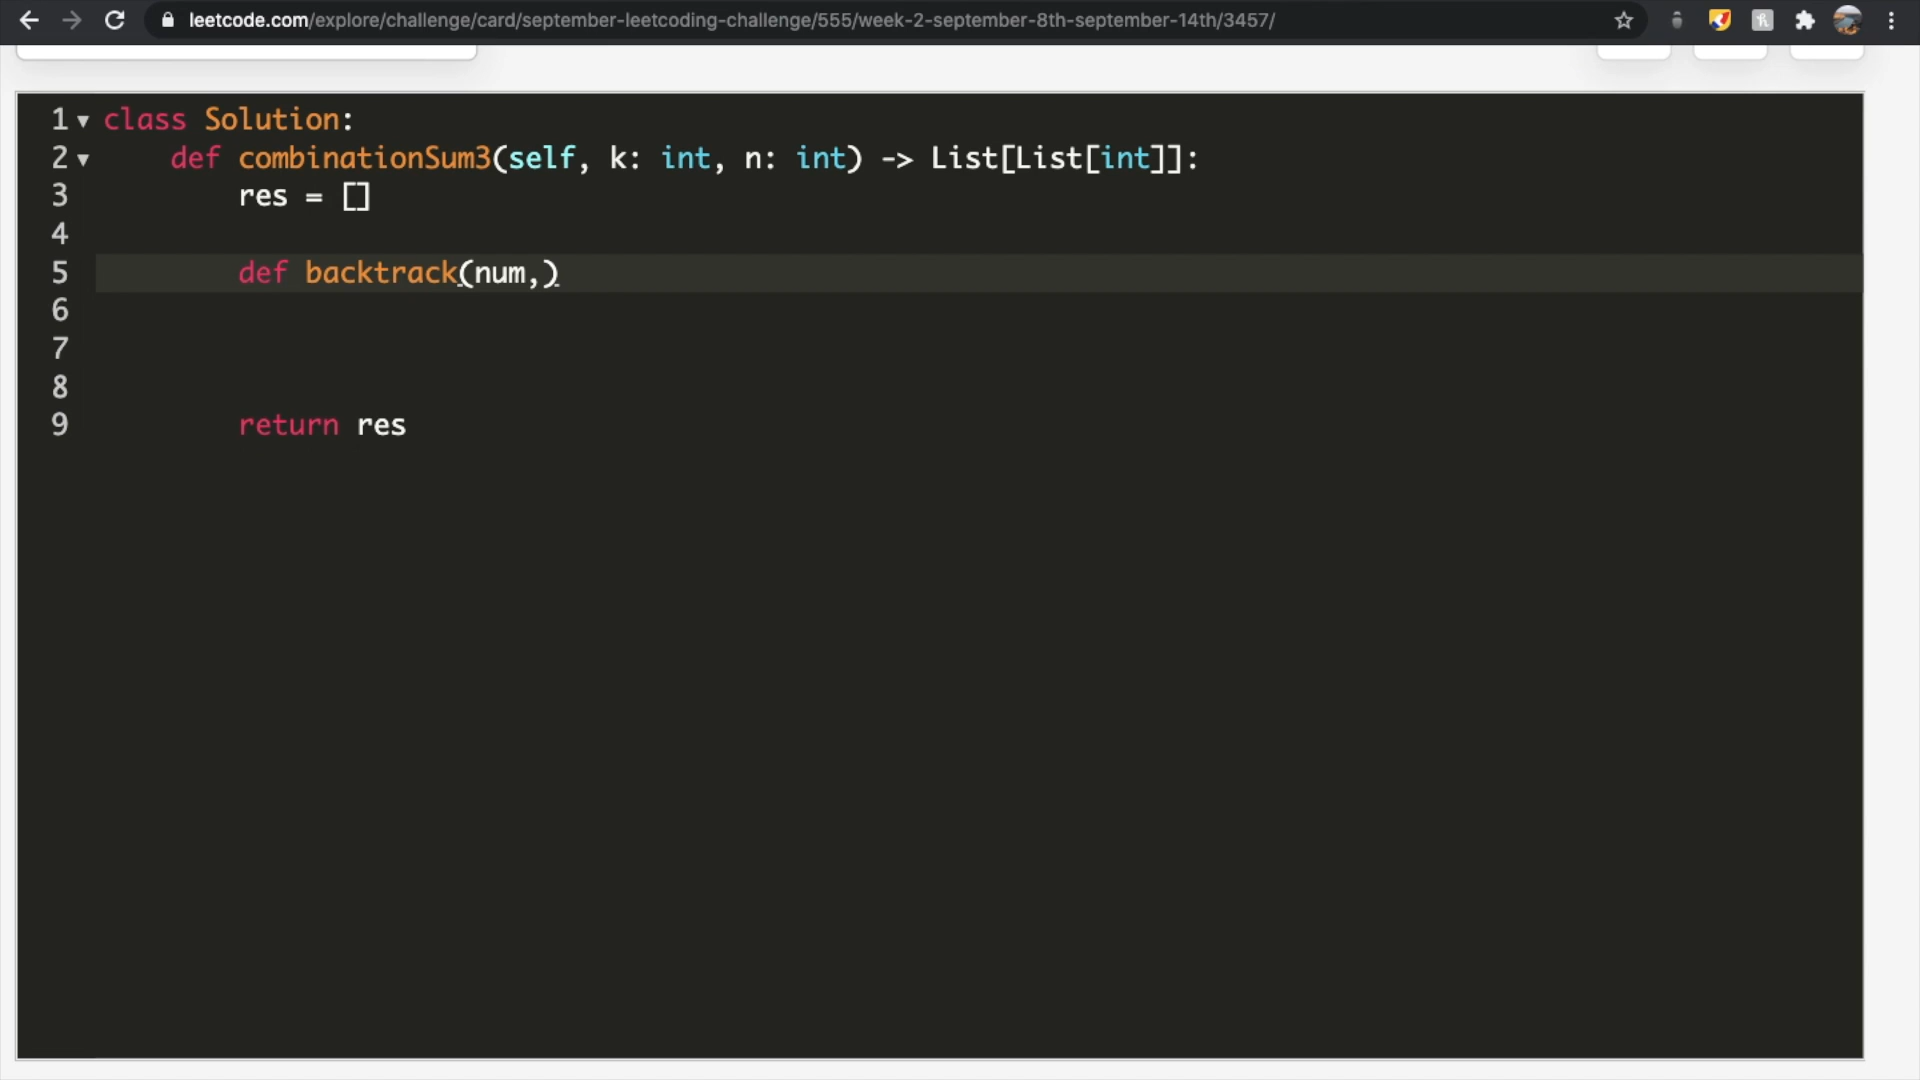 leetcode.com/explore/challenge/card/september-leetcoding-challenge/555/week-2-september-8th-september-14th/3457/
1 class Solution:
2     def combinationSum3(self, k: int, n: int) -> List[List[int]]:
3         res = []
4
5         def backtrack(num,)
6
7
8
9         return res